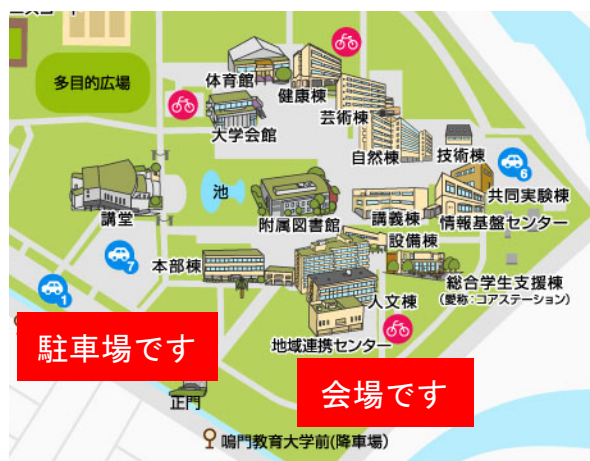 多目的広場
体育館
健康棟
芸術棟
大学会館
自然棟
技術棟
6
共同実験棟
池
講堂
附属図書館
講義棟
情報基盤センター
設備棟
7
本部棟
総合学生支援棟
(愛称:コアステーション)
1
人文棟
地域連携センター
駐車場です
会場です
正門
鳴門教育大学前(降車場)